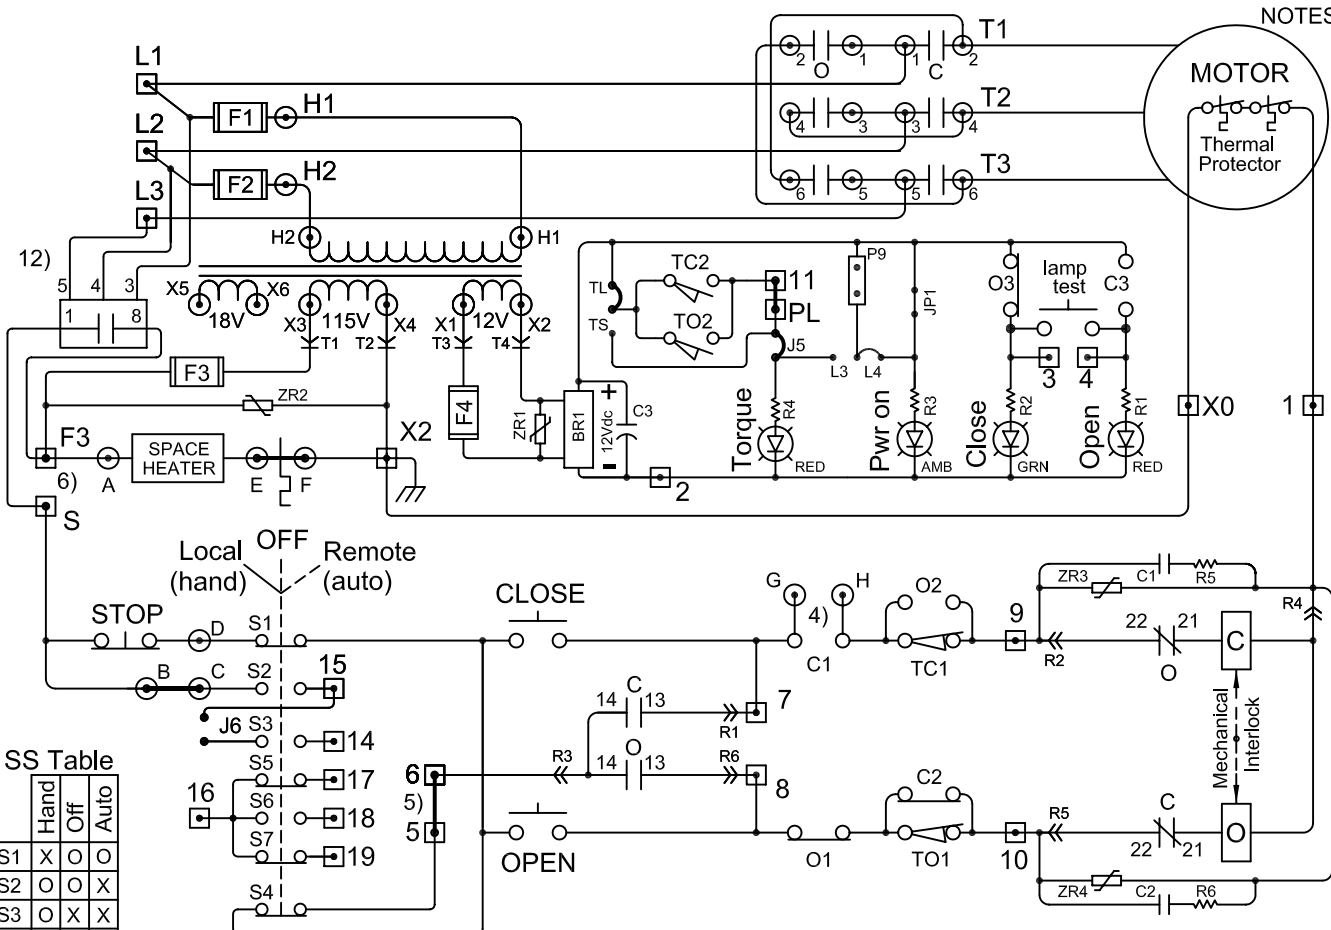 NOTES
L1
T1
2
1
1
2
O
C
MOTOR
F1
H1
L2
T2
4
3
3
4
Thermal
Protector
F2
H2
L3
T3
6
5
5
6
H2
H1
12)
5
4
3
1
8
X5
X6
18V
X3
115V
X4
X1
12V
X2
T1
T2
T3
T4
TL
TS
TC2
TO2
11
PL
J5
P9
JP1
L3
L4
O3
lamp
test
C3
3
4
F3
ZR2
F4
ZR1
BR1
+
12Vdc
-
C3
Torque
R4
RED
Pwr on
R3
AMB
Close
R2
GRN
Open
R1
RED
X0
1
F3
6)
A
SPACE
HEATER
E
F
X2
2
S
Local
(hand)
OFF
Remote
(auto)
STOP
D
S1
CLOSE
G
H
4)
C1
O2
TC1
9
ZR3
C1
R5
R2
22
21
O
C
R4
B
C
S2
15
J6
S3
14
C
14
13
R1
7
R3
O
14
13
R6
8
Mechanical
Interlock
16
S5
17
S6
18
S7
19
S4
6
5)
5
OPEN
O1
C2
TO1
10
R5
C
22
21
O
ZR4
C2
R6
SS Table
Hand Off Auto
S1 X O O
S2 O O X
S3 O X X